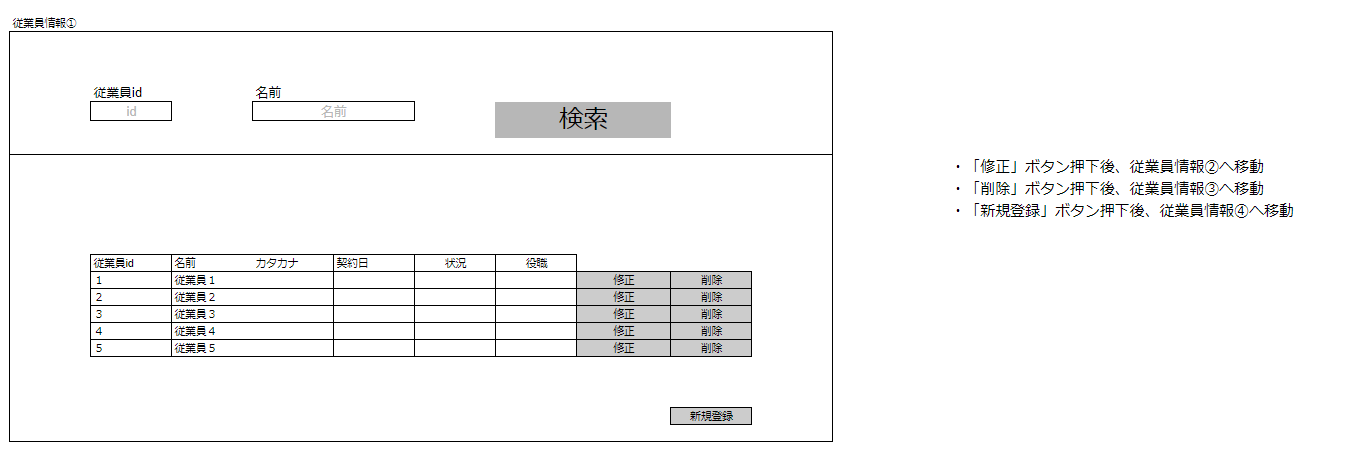 従業員情報①
従業員id 名前
id 名前 検索
・「修正」ボタン押下後、従業員情報②へ移動
・「削除」ボタン押下後、従業員情報③へ移動
・「新規登録」ボタン押下後、従業員情報④へ移動
従業員id 名前 カタカナ 契約日 状況 役職
1 従業員1 修正 削除
2 従業員2 修正 削除
3 従業員3 修正 削除
4 従業員4 修正 削除
5 従業員5 修正 削除
新規登録